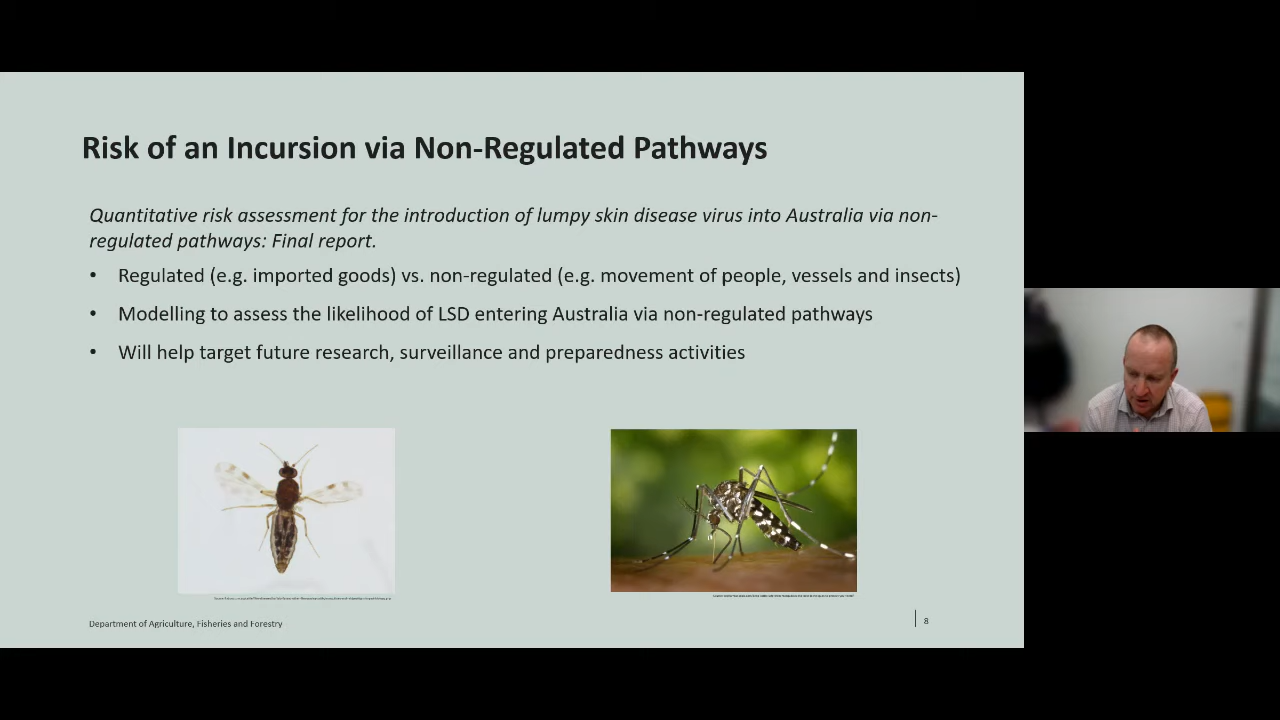 Risk of an Incursion via Non-Regulated Pathways
Quantitative risk assessment for the introduction of lumpy skin disease virus into Australia via non-
regulated pathways: Final report.
• Regulated (e.g. imported goods) vs. non-regulated (e.g. movement of people, vessels and insects)
• Modelling to assess the likelihood of LSD entering Australia via non-regulated pathways
• Will help target future research, surveillance and preparedness activities
Department of Agriculture, Fisheries and Forestry
8